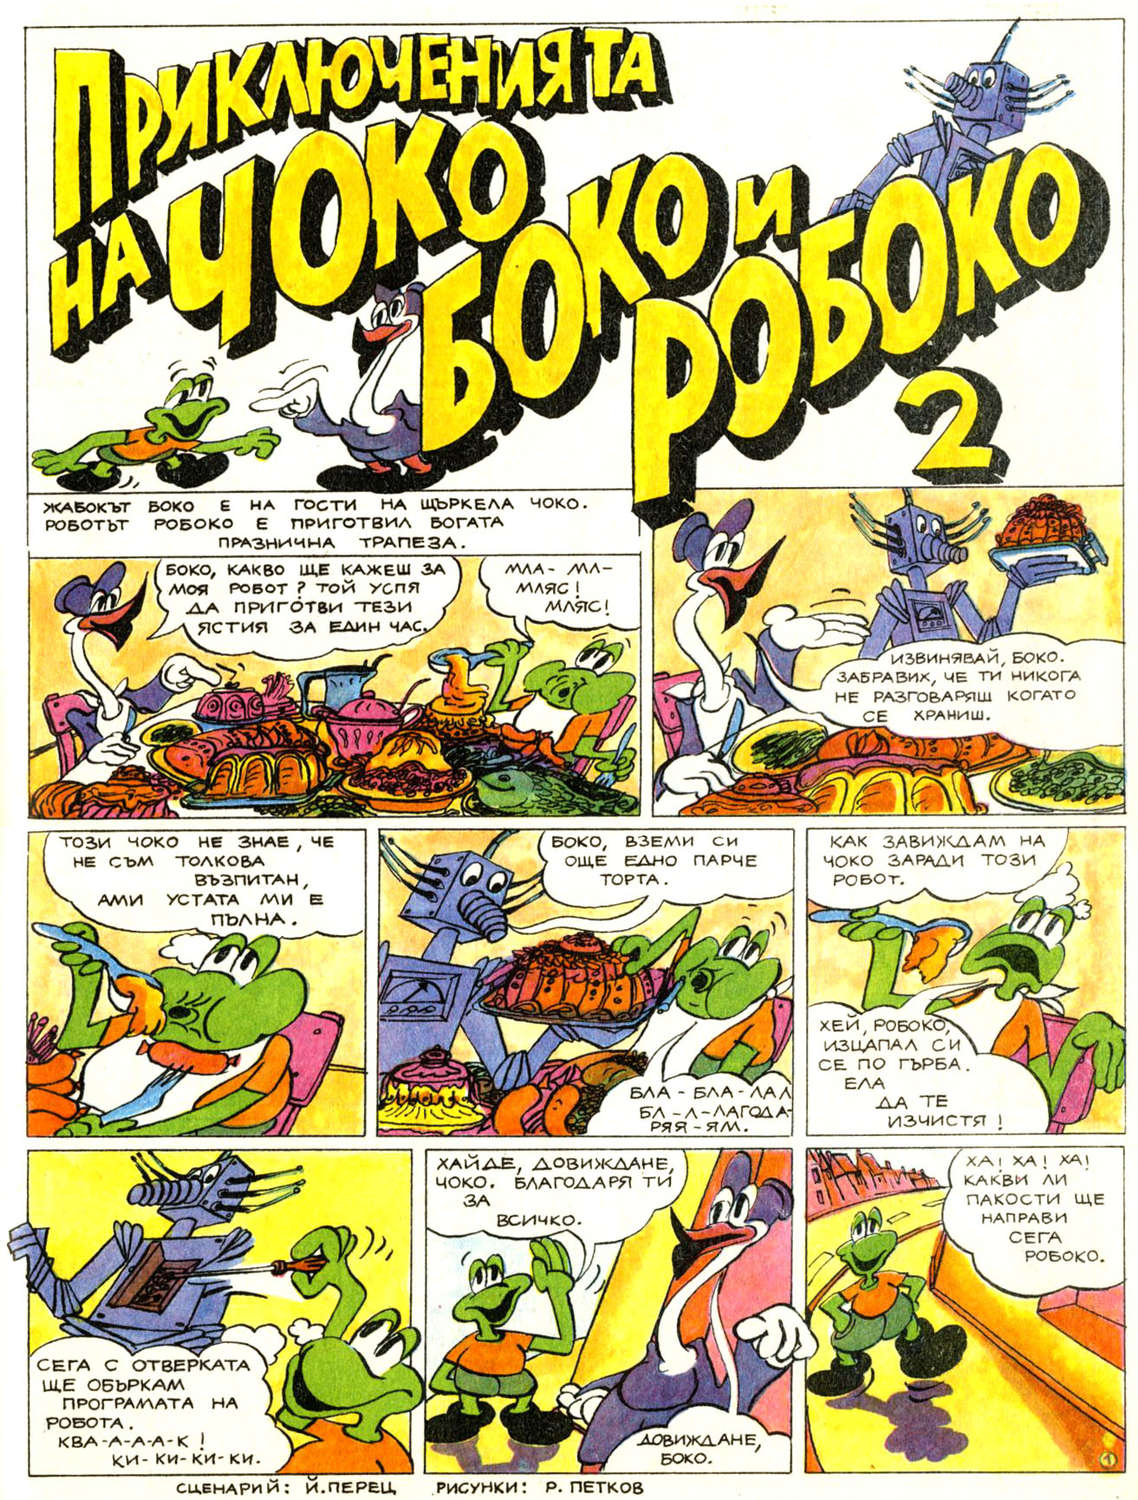 ПРИКЛЮЧЕНИЯТА
НА ЧОКО
БОКО И
РОБОКО
2
ЖАБОКЪТ БОКО Е НА ГОСТИ НА ЩЪРКЕЛА ЧОКО.
РОБОТЪТ РОБОКО Е ПРИГОТВИЛ БОГАТА
ПРАЗНИЧНА ТРАПЕЗА.
БОКО, КАКВО ЩЕ КАЖЕШ ЗА
МОЯ РОБОТ? ТОЙ УСПЯ
ДА ПРИГОТВИ ТЕЗИ
ЯСТИЯ ЗА ЕДИН ЧАС.
МЛА- МЛ-
МЛЯС!
МЛЯС!
ИЗВИНЯВАЙ, БОКО.
ЗАБРАВИХ, ЧЕ ТИ НИКОГА
НЕ РАЗГОВАРЯШ КОГАТО
СЕ ХРАНИШ.
ТОЗИ ЧОКО НЕ ЗНАЕ, ЧЕ
НЕ СЪМ ТОЛКОВА
ВЪЗПИТАН,
АМИ УСТАТА МИ Е
ПЪЛНА.
БОКО, ВЗЕМИ СИ
ОЩЕ ЕДНО ПАРЧЕ
ТОРТА.
БЛА-БЛА-ЛАЛ
БЛ-Л-ЛАГОДА-
РЯЯ-ЯМ.
КАК ЗАВИЖДАМ НА
ЧОКО ЗАРАДИ ТОЗИ
РОБОТ.
ХЕЙ, РОБОКО,
ИЗЦАПАЛ СИ
СЕ ПО ГЪРБА.
ЕЛА
ДА ТЕ
ИЗЧИСТЯ!
СЕГА С ОТВЕРКАТА
ЩЕ ОБЪРКАМ
ПРОГРАМАТА НА
РОБОТА.
КВА-А-А-А-К!
КИ-КИ-КИ-КИ.
ХАЙДЕ, ДОВИЖДАНЕ,
ЧОКО. БЛАГОДАРЯ ТИ
ЗА
ВСИЧКО.
ДОВИЖДАНЕ,
БОКО.
ХА! ХА! ХА!
КАКВИ ЛИ
ПАКОСТИ ЩЕ
НАПРАВИ
СЕГА
РОБОКО.
1
СЦЕНАРИЙ: Й.ПЕРЕЦ РИСУНКИ: Р. ПЕТКОВ